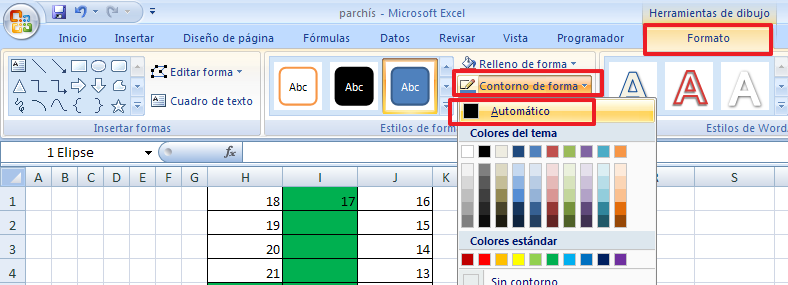 parchís - Microsoft Excel
Herramientas de dibujo
Inicio Insertar Diseño de página Fórmulas Datos Revisar Vista Programador Formato
Editar forma
Cuadro de texto
Insertar formas
Abc Abc Abc
Relleno de forma
Contorno de forma
Estilos de form
Estilos de Word
Automático
Colores del tema
Colores estándar
Sin contorno
1 Elipse fx
A B C D E F G H I J K R S
1 18 17 16
2 19 15
3 20 14
4 21 13